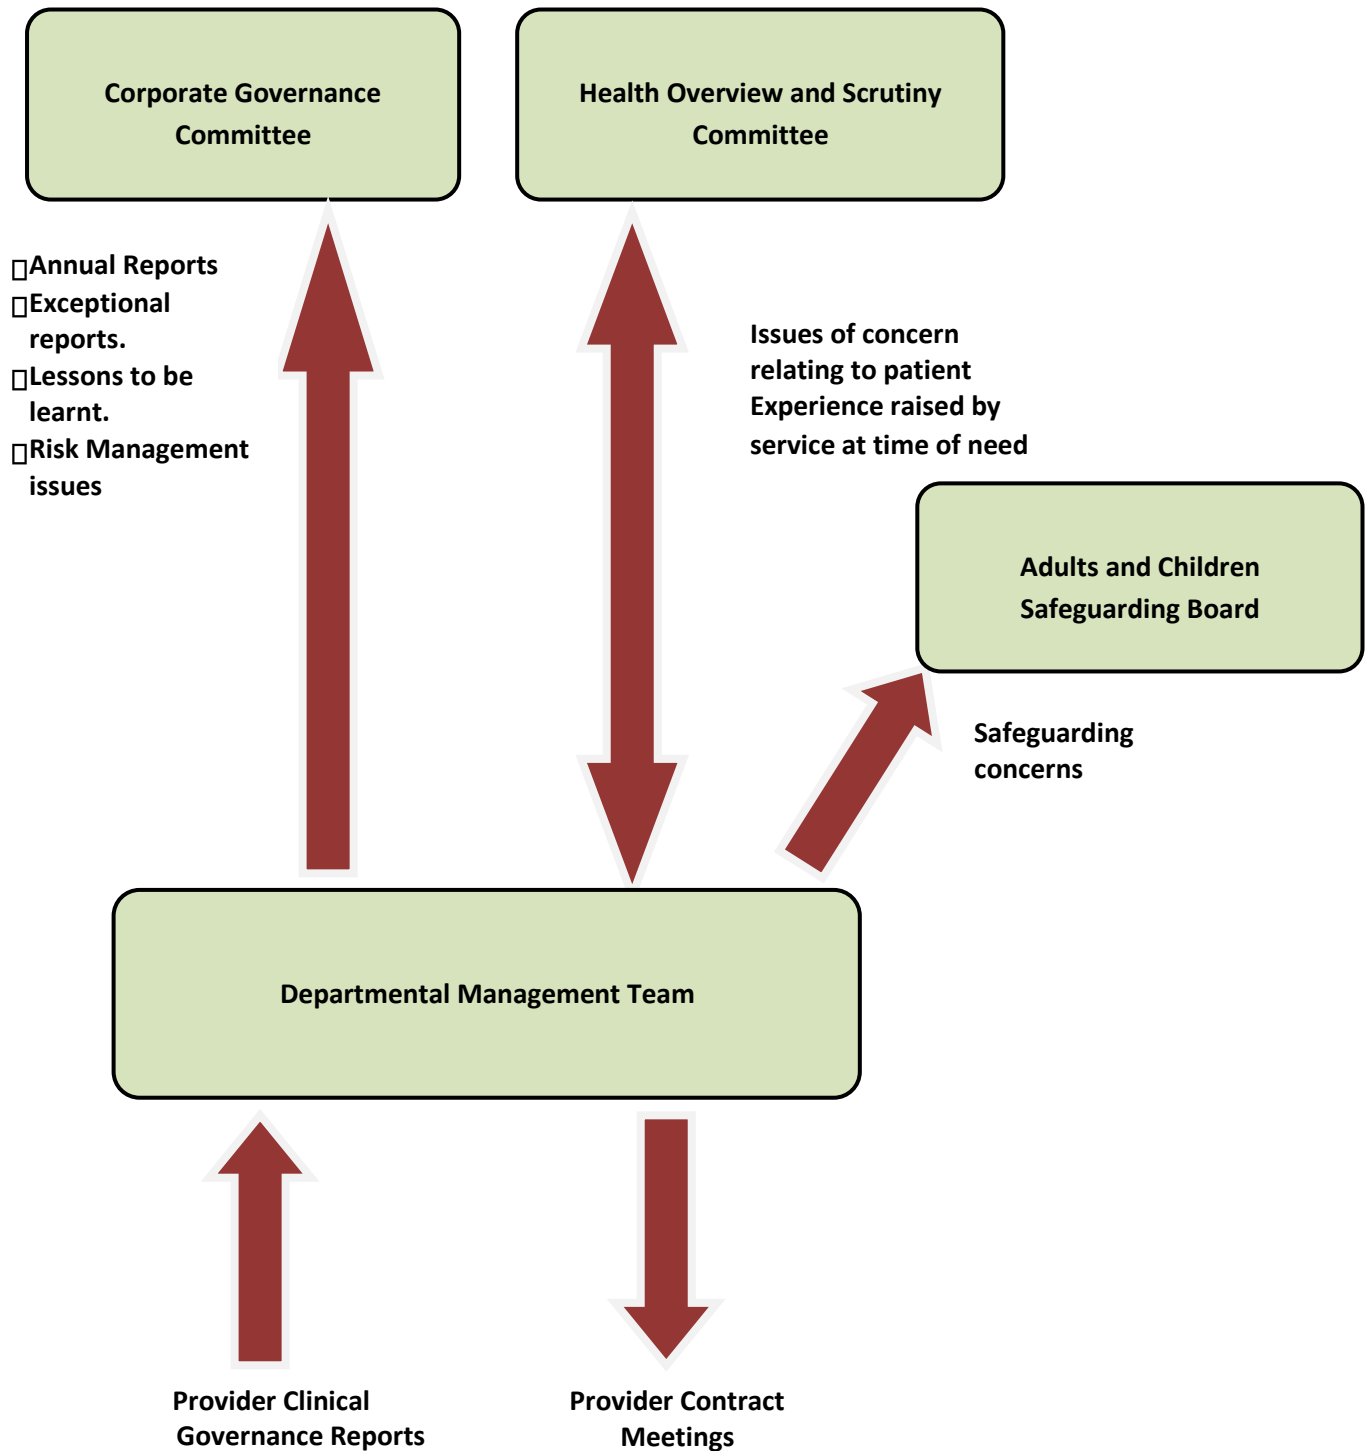 Corporate Governance
Committee
Health Overview and Scrutiny
Committee
□Annual Reports
□Exceptional
reports.
□Lessons to be
learnt.
□Risk Management
issues
Issues of concern
relating to patient
Experience raised by
service at time of need
Adults and Children
Safeguarding Board
Safeguarding
concerns
Departmental Management Team
Provider Clinical
Governance Reports
Provider Contract
Meetings